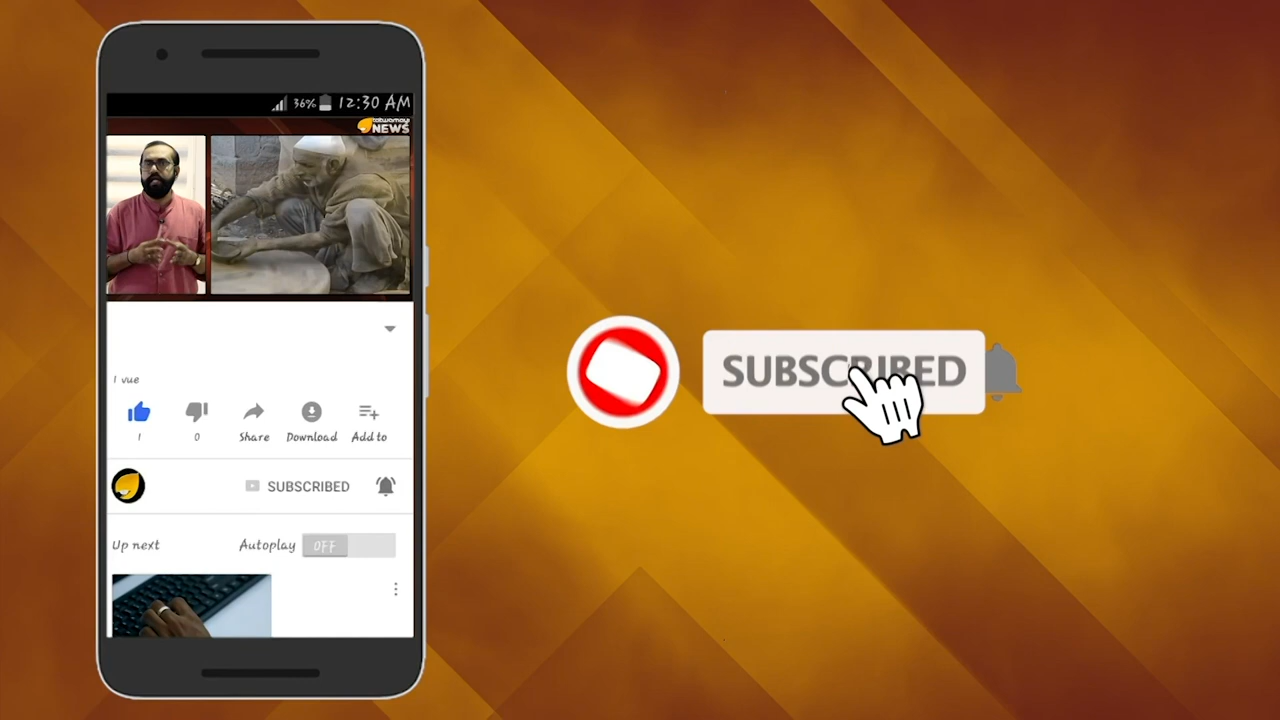 36% 12:30 AM
tatwamayi
NEWS
1 vue
1
0
Share
Download
Add to
SUBSCRIBED
Up next
Autoplay
OFF
SUBSCRIBED